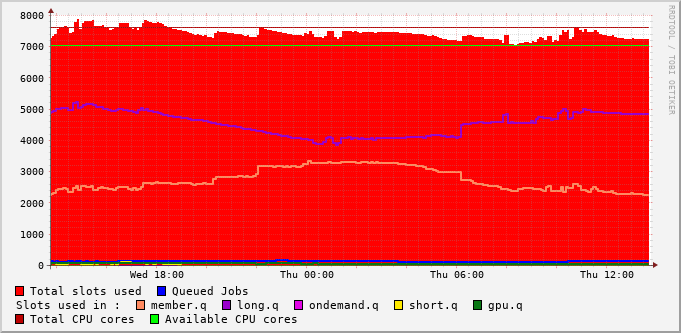 8000
7000
6000
5000
4000
3000
2000
1000
0
Wed 18:00 Thu 00:00 Thu 06:00 Thu 12:00
Total slots used Queued Jobs
Slots used in : member.q long.q ondemand.q short.q gpu.q
Total CPU cores Available CPU cores
RRDTOOL / TOBI OETIKER